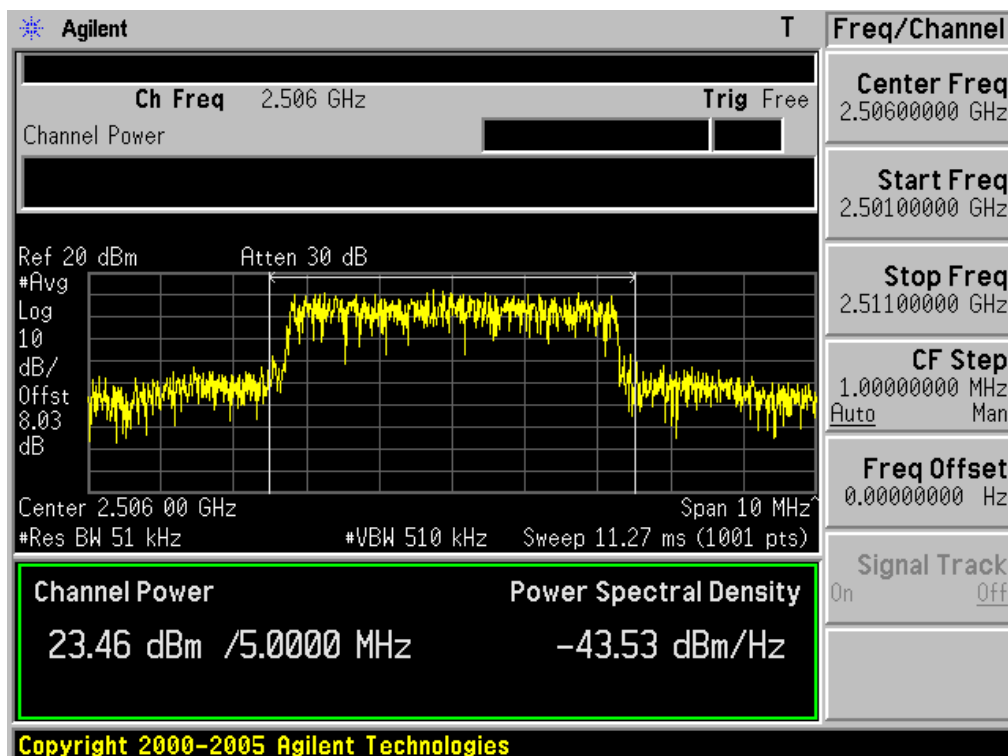 Agilent
T
Freq/Channel
Ch Freq 2.506 GHz
Trig Free
Channel Power
Center Freq
2.50600000 GHz
Start Freq
2.50100000 GHz
Stop Freq
2.51100000 GHz
CF Step
1.00000000 MHz
Auto Man
Freq Offset
0.00000000 Hz
Signal Track
On Off
Ref 20 dBm
Atten 30 dB
#Avg
Log
10
dB/
Offst
8.03
dB
Center 2.506 00 GHz
Span 10 MHz^
#Res BW 51 kHz
#VBW 510 kHz
Sweep 11.27 ms (1001 pts)
Channel Power
Power Spectral Density
23.46 dBm /5.0000 MHz
-43.53 dBm/Hz
Copyright 2000-2005 Agilent Technologies